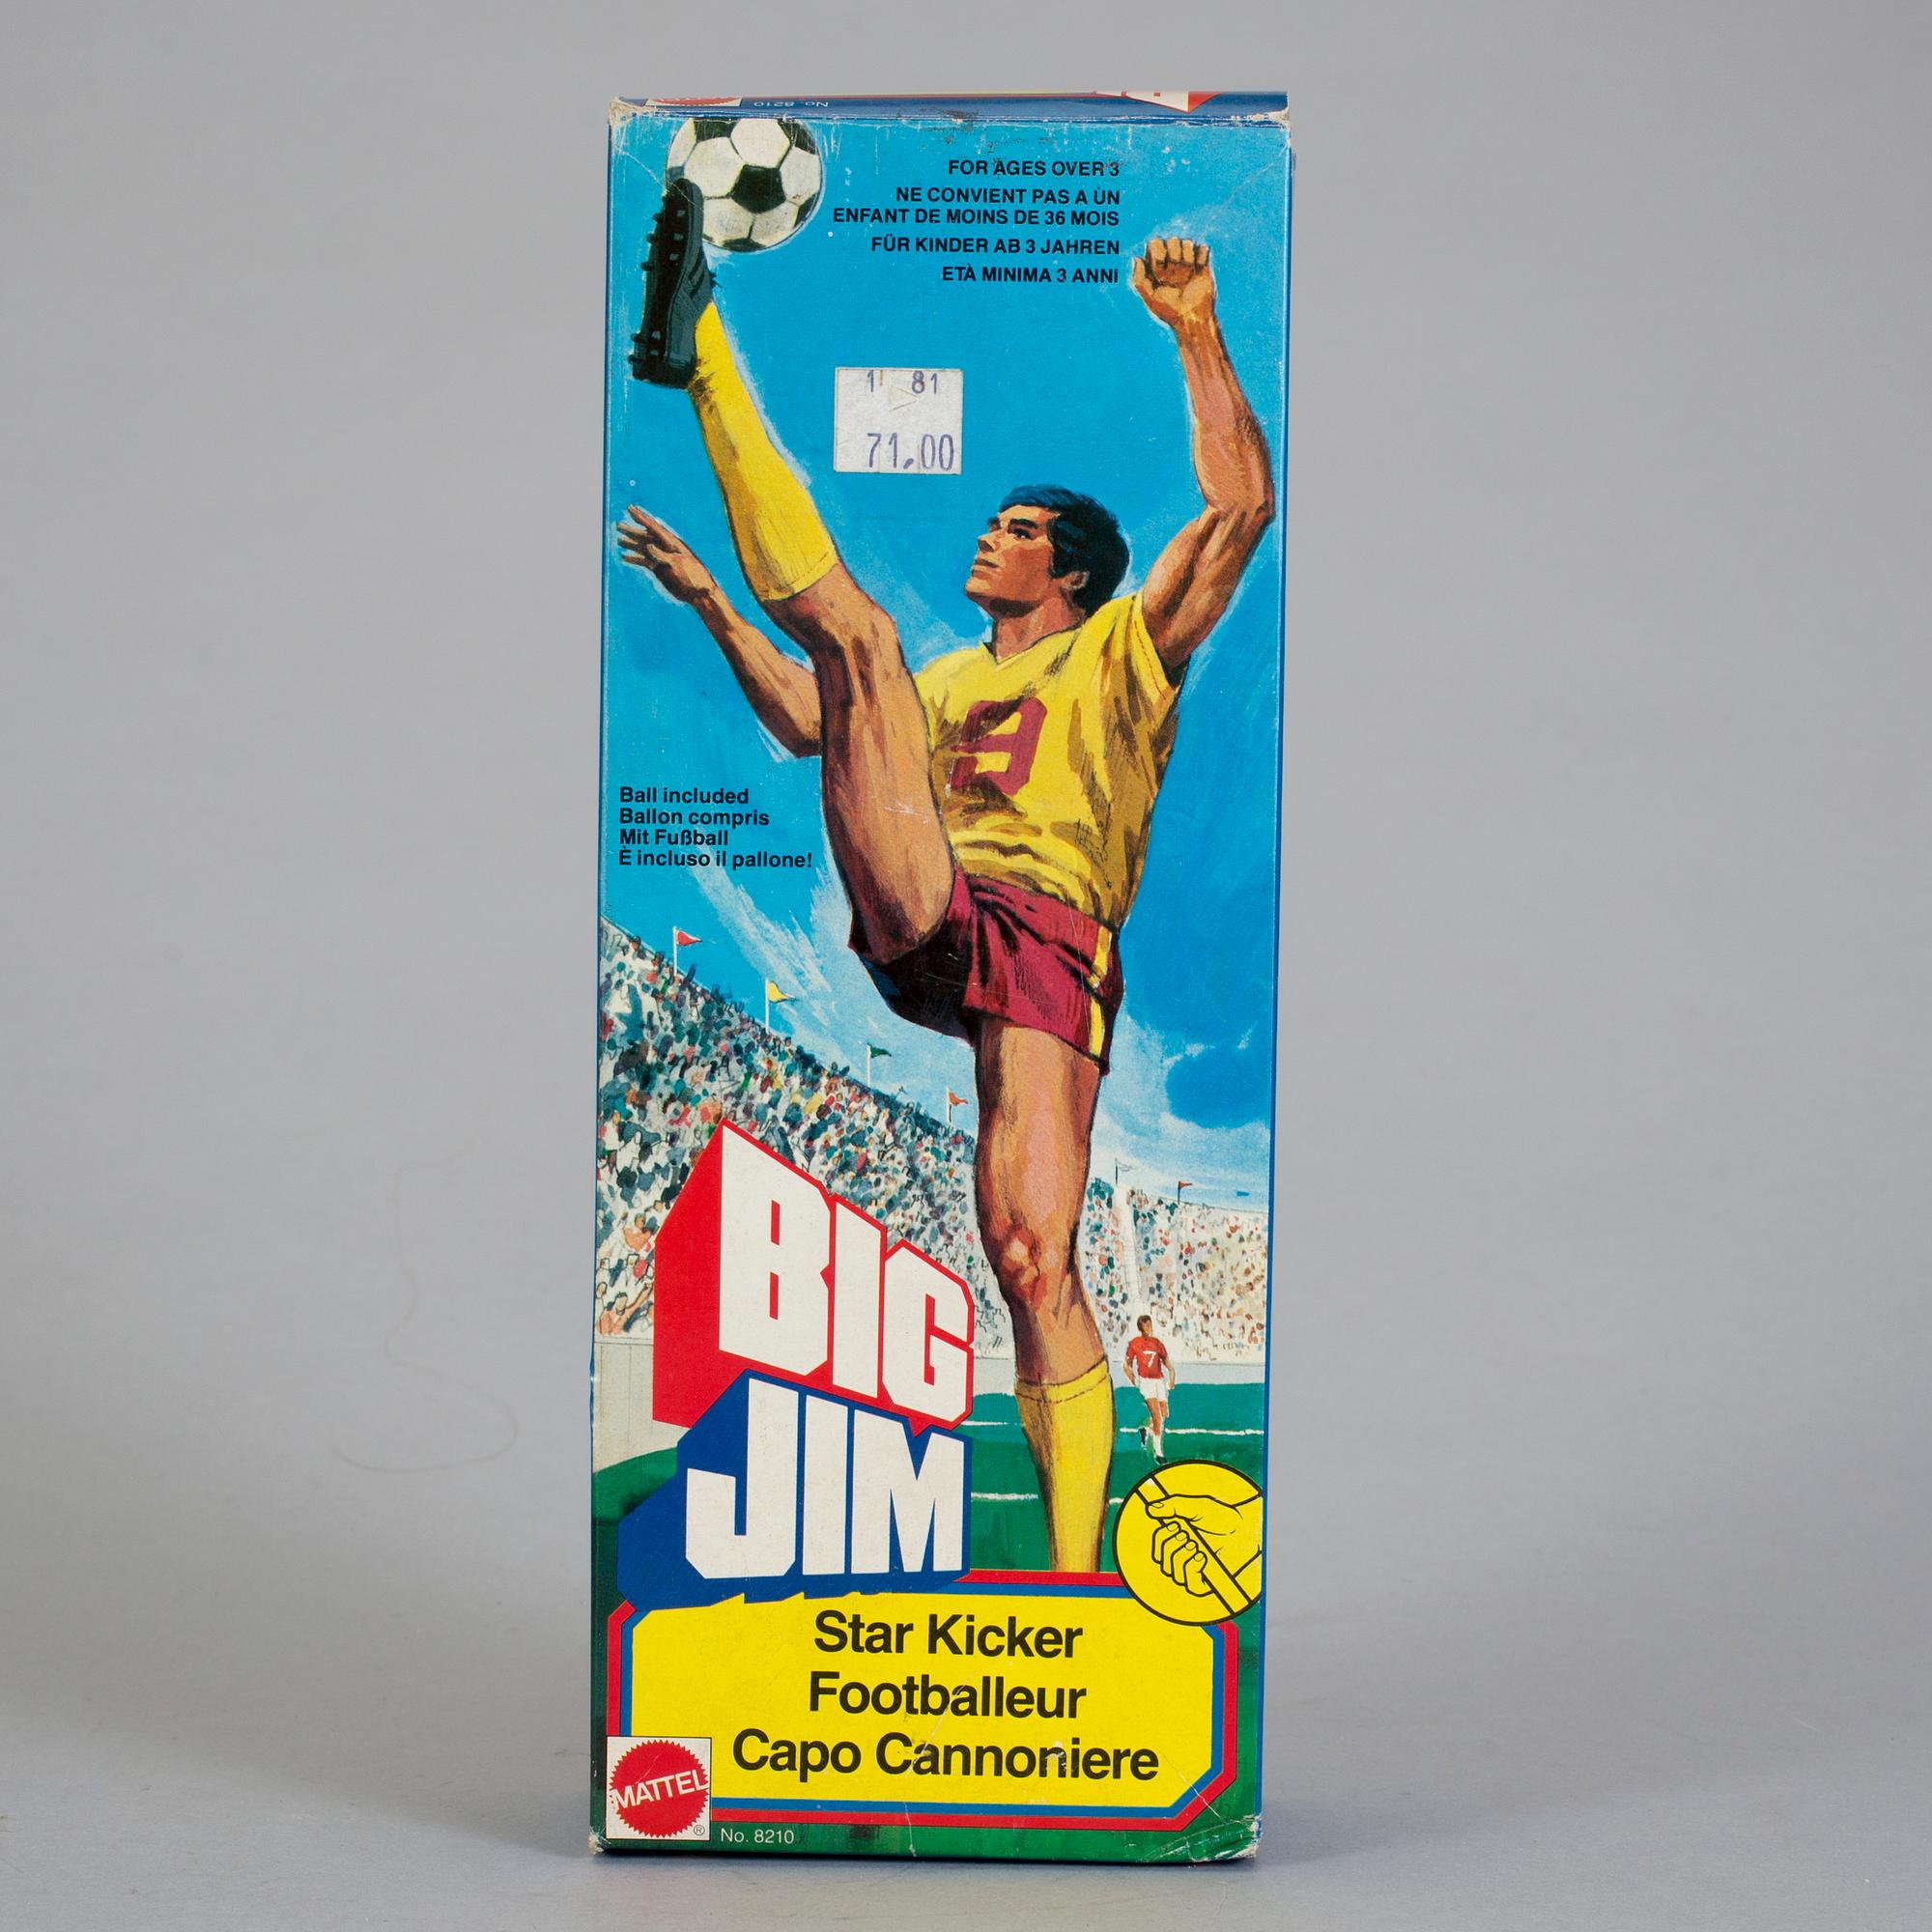 No. 8210
FOR AGES OVER 3
NE CONVIENT PAS A UN
ENFANT DE MOINS DE 36 MOIS
FÜR KINDER AB 3 JAHREN
ETÀ MINIMA 3 ANNI
1 81
71,00
9
Ball included
Ballon compris
Mit Fußball
È incluso il pallone!
BIG
JIM
7
Star Kicker
Footballeur
Capo Cannoniere
MATTEL
®
No. 8210